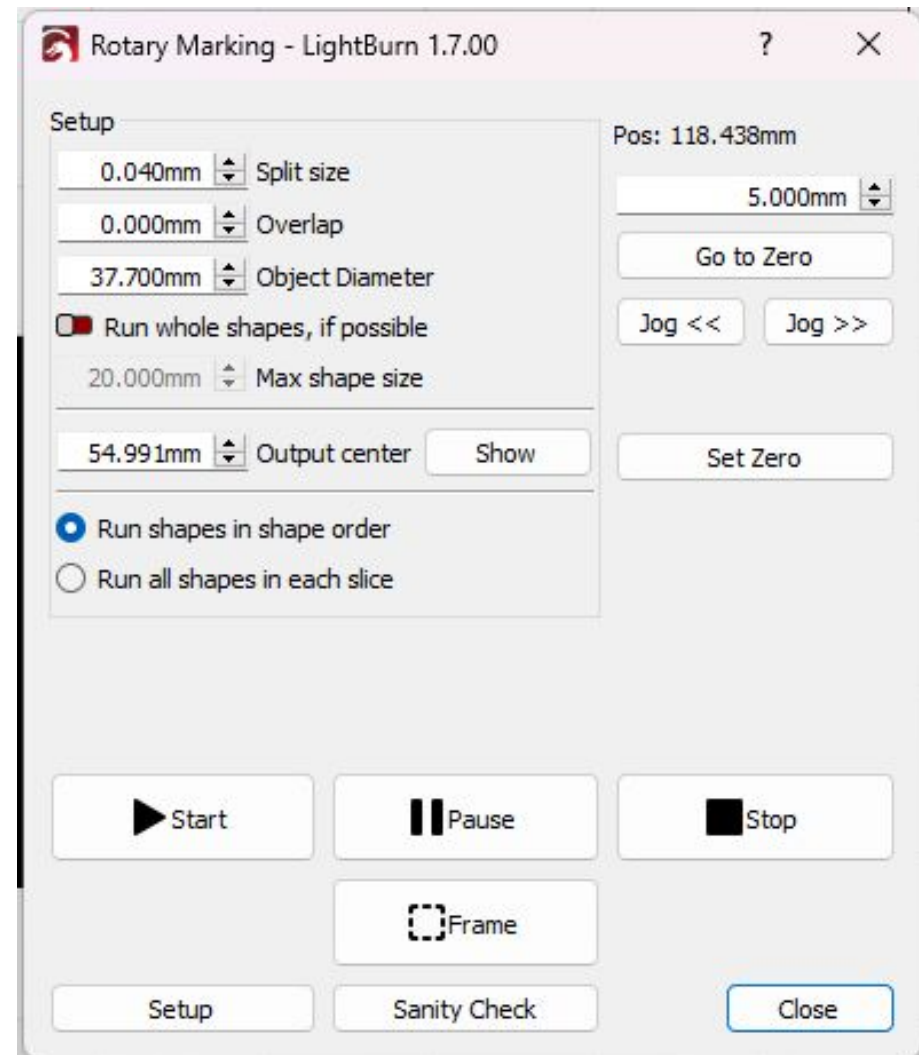 Rotary Marking - LightBurn 1.7.00 ?
Setup
0.040mm Split size
0.000mm Overlap
37.700mm Object Diameter
Run whole shapes, if possible
20.000mm Max shape size
54.991mm Output center Show
Run shapes in shape order
Run all shapes in each slice
Pos: 118.438mm
5.000mm
Go to Zero
Jog << Jog >>
Set Zero
Start Pause Stop
Frame
Setup Sanity Check Close